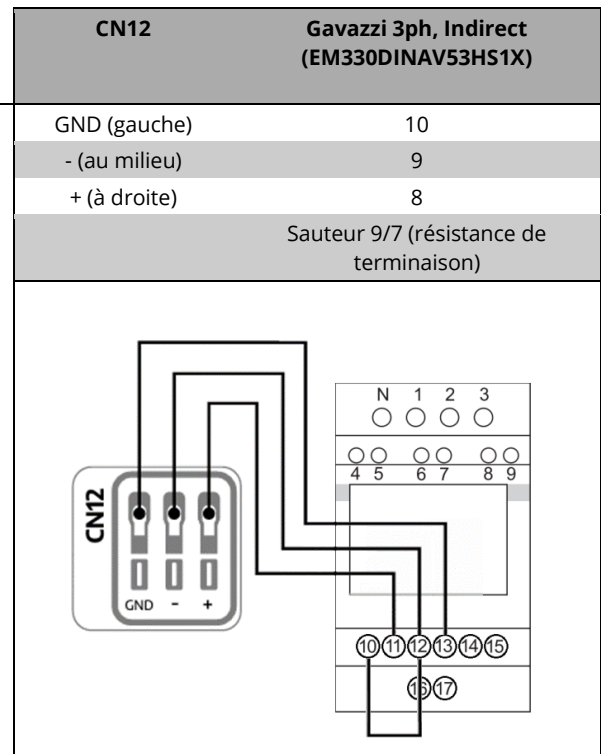 CN12
Gavazzi 3ph, Indirect
(EM330DINAV53HS1X)
GND (gauche)
10
- (au milieu)
9
+ (à droite)
8
Sauteur 9/7 (résistance de
terminaison)
N 1 2 3
4 5 6 7 8 9
CN12
GND - +
10 11 12 13 14 15
16 17